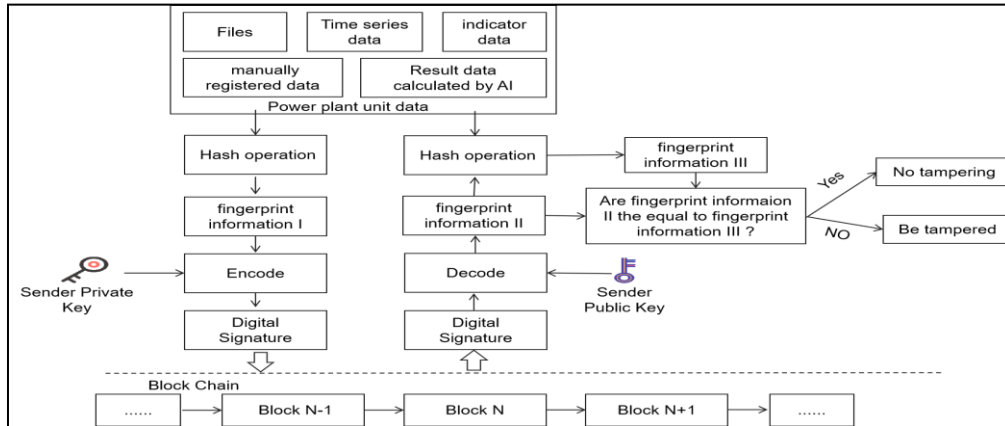 Files
Time series
data
indicator
data
manually
registered data
Result data
calculated by AI
Power plant unit data
Hash operation
Hash operation
fingerprint
information III
fingerprint
information I
fingerprint
information II
Are fingerprint informaion
II the equal to fingerprint
information III ?
Yes
No tampering
NO
Be tampered
Sender Private
Key
Encode
Decode
Sender
Public Key
Digital
Signature
Digital
Signature
Block Chain
......
Block N-1
Block N
Block N+1
......